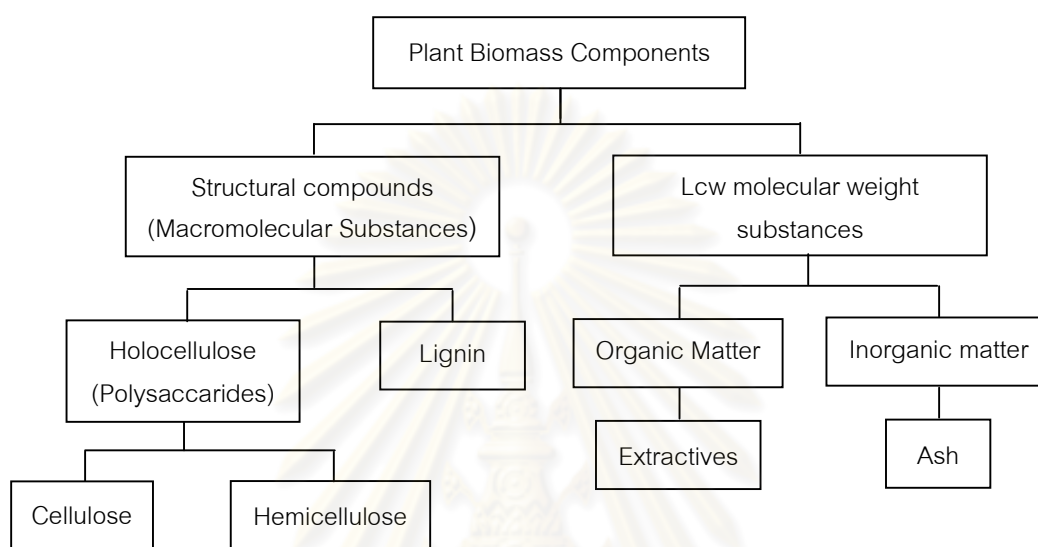 Plant Biomass Components
Structural compounds
(Macromolecular Substances)
Lcw molecular weight
substances
Holocellulose
(Polysaccarides)
Lignin
Organic Matter
Inorganic matter
Extractives
Ash
Cellulose
Hemicellulose